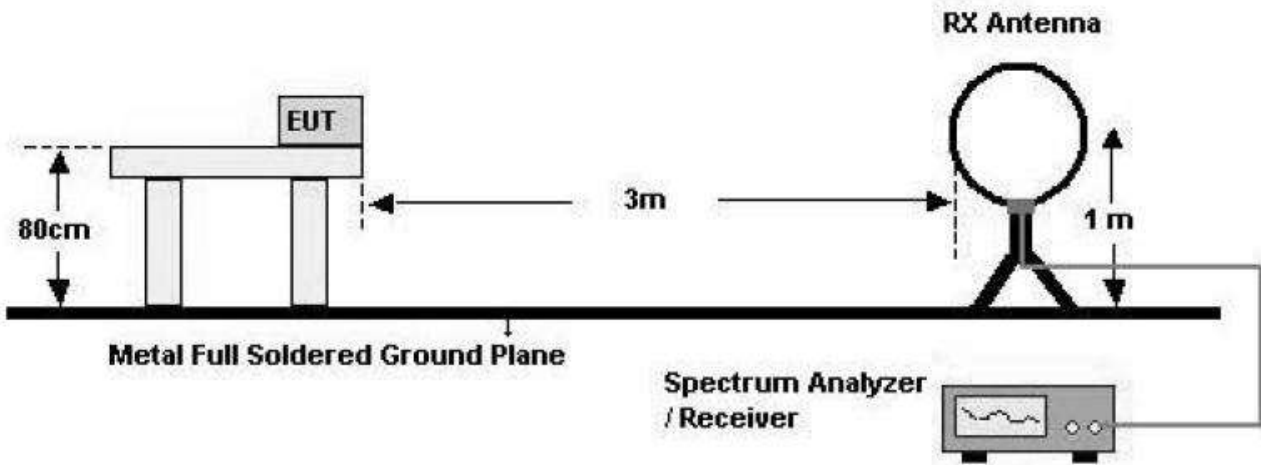 RX Antenna
EUT
3m
80cm
1 m
Metal Full Soldered Ground Plane
Spectrum Analyzer
/ Receiver